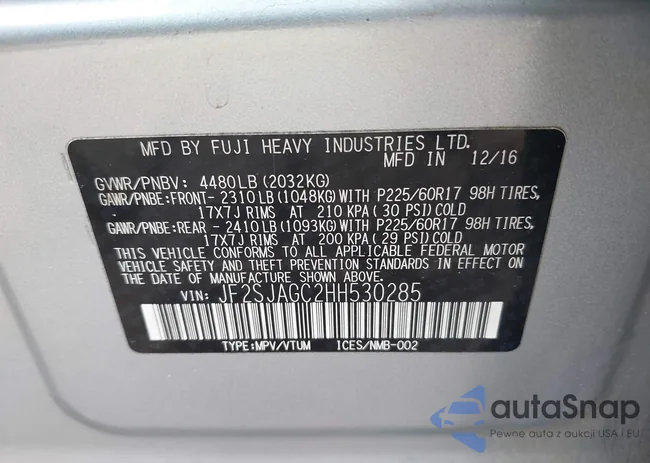 MFD BY FUJI HEAVY INDUSTRIES LTD.
MFD IN 12/16
GVWR/PNBV: 4480LB(2032KG)
GAWR/PNBE:FRONT- 2310LB(1048KG)WITH P225/60R17 98H TIRES,
17X7J RIMS AT 210 KPA(30 PSI)COLD
GAWR/PNBE:REAR -2410LB(1093KG)WITH P225/60R17 98H TIRES,
17X7J RIMS AT 200 KPA(29 PSI)COLD
THIS VEHICLE CONFORMS TO ALL APPLICABLE FEDERAL MOTOR
VEHICLE SAFETY AND THEFT PREVENTION STANDARDS IN EFFECT ON
THE DATE OF MANUFACTURE SHOWN ABOVE.
VIN: JF2SJAGC2HH530285
TYPE:MPV/VTUM ICES/NMB-002
autaSnap
Pewne auta z aukcji USA i EU